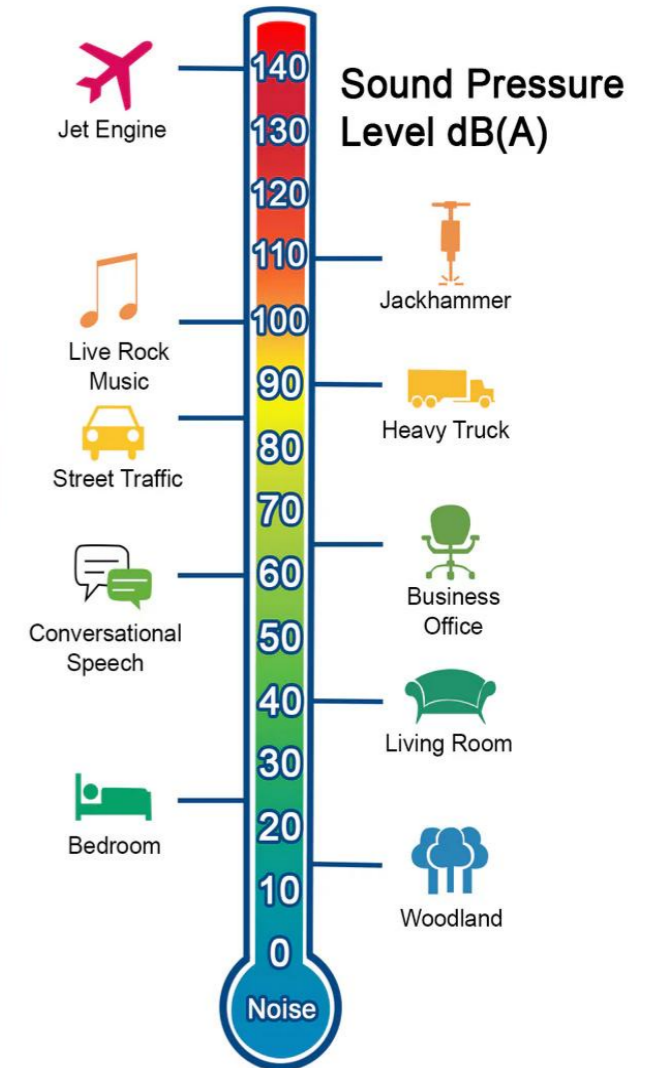 Sound Pressure
Level dB(A)
140
Jet Engine
130
120
110
Jackhammer
100
Live Rock
Music
90
Heavy Truck
80
Street Traffic
70
60
Business
Office
Conversational
Speech
50
40
Living Room
30
20
Bedroom
10
Woodland
0
Noise